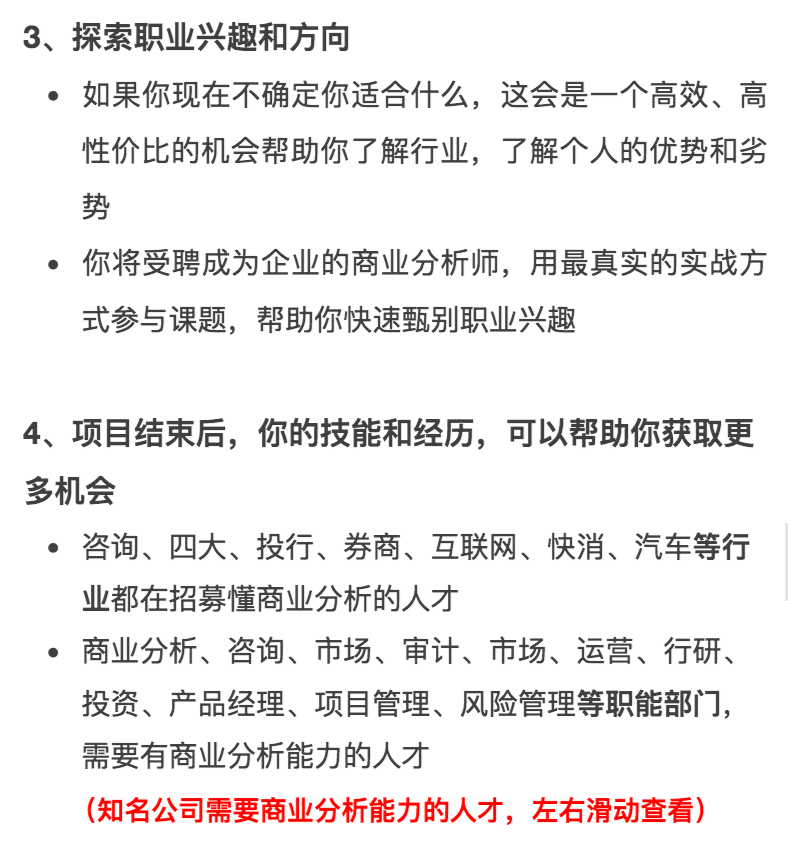 3、探索职业兴趣和方向
• 如果你现在不确定你适合什么，这会是一个高效、高
性价比的机会帮助你了解行业，了解个人的优势和劣
势
• 你将受聘成为企业的商业分析师，用最真实的实战方
式参与课题，帮助你快速甄别职业兴趣
4、项目结束后，你的技能和经历，可以帮助你获取更
多机会
• 咨询、四大、投行、券商、互联网、快消、汽车等行
业都在招募懂商业分析的人才
• 商业分析、咨询、市场、审计、市场、运营、行研、
投资、产品经理、项目管理、风险管理等职能部门，
需要有商业分析能力的人才
（知名公司需要商业分析能力的人才，左右滑动查看）